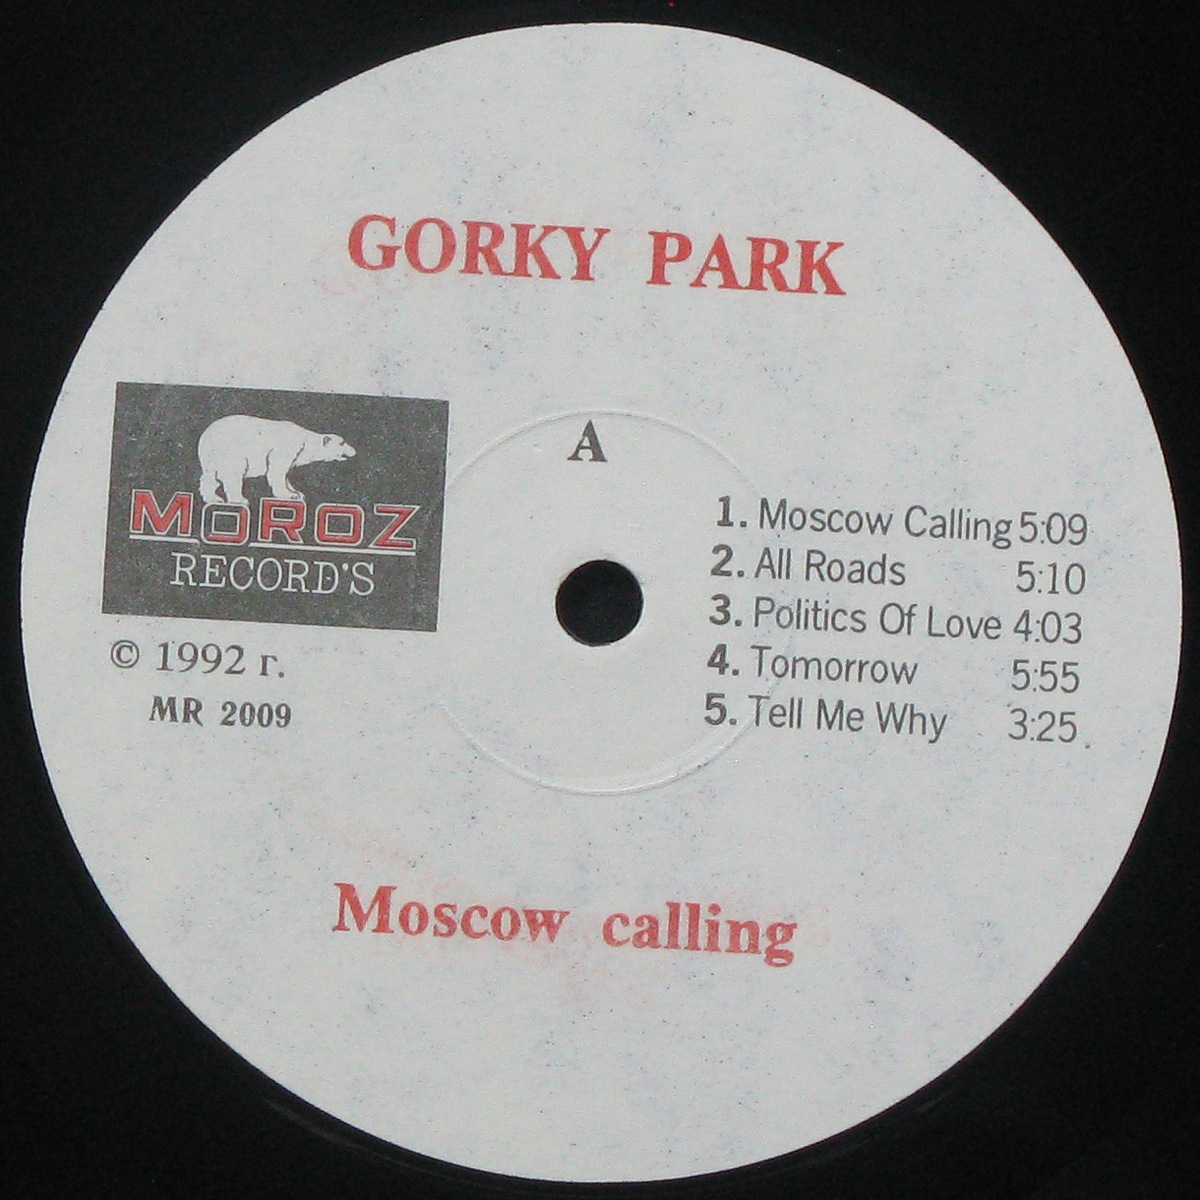 GORKY PARK
A
MOROZ
RECORD'S
© 1992 г.
MR 2009
1. Moscow Calling 5:09
2. All Roads 5:10
3. Politics Of Love 4:03
4. Tomorrow 5:55
5. Tell Me Why 3:25
Moscow calling